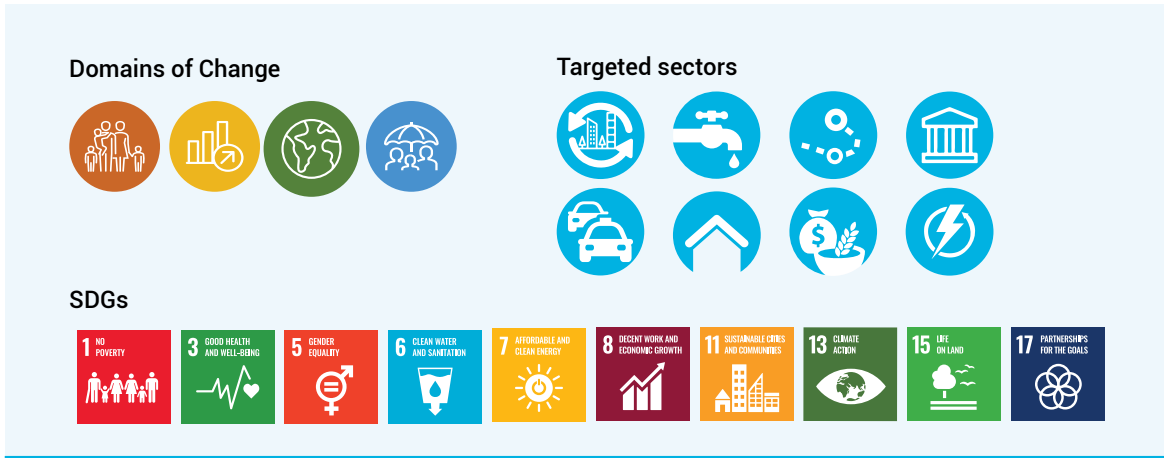 Domains of Change
Targeted sectors
$
SDGs
1 NO
POVERTY
3 GOOD HEALTH
AND WELL-BEING
5 GENDER
EQUALITY
6 CLEAN WATER
AND SANITATION
7 AFFORDABLE AND
CLEAN ENERGY
8 DECENT WORK AND
ECONOMIC GROWTH
11 SUSTAINABLE CITIES
AND COMMUNITIES
13 CLIMATE
ACTION
15 LIFE
ON LAND
17 PARTNERSHIPS
FOR THE GOALS